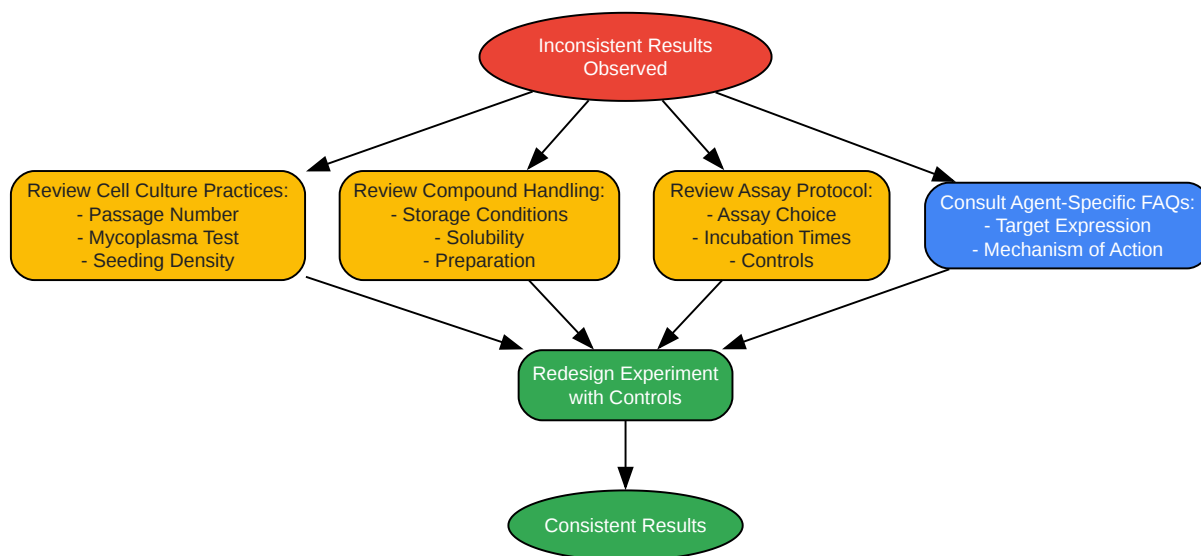 Inconsistent Results
Observed
Review Cell Culture Practices:
- Passage Number
- Mycoplasma Test
- Seeding Density
Review Compound Handling:
- Storage Conditions
- Solubility
- Preparation
Review Assay Protocol:
- Assay Choice
- Incubation Times
- Controls
Consult Agent-Specific FAQs:
- Target Expression
- Mechanism of Action
Redesign Experiment
with Controls
Consistent Results